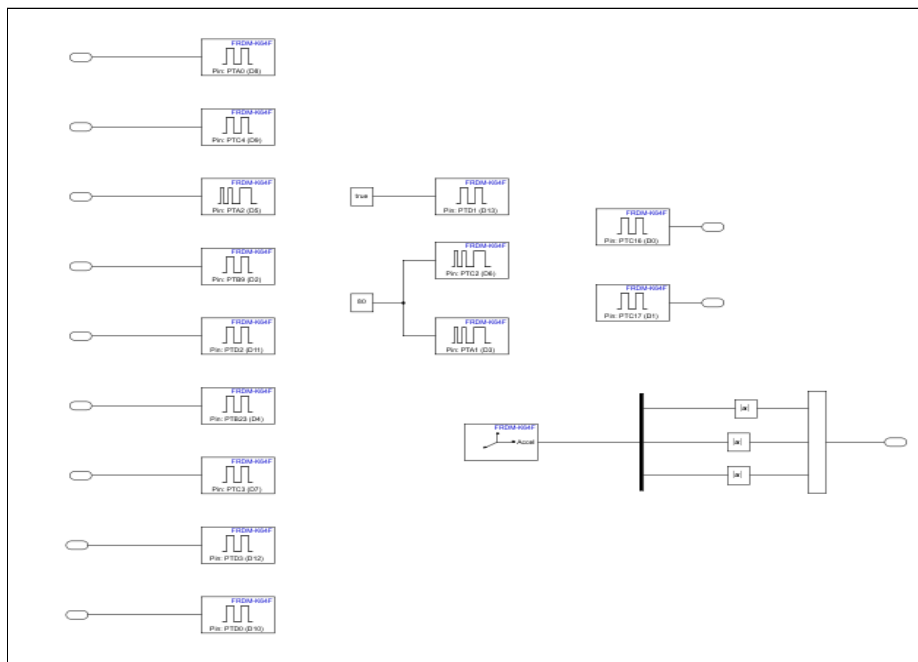 FRDM-K64F
Pin: PTA0 (D8)
FRDM-K64F
Pin: PTC4 (D9)
FRDM-K64F
Pin: PTA2 (D5)
FRDM-K64F
Pin: PTB9 (D2)
FRDM-K64F
Pin: PTD2 (D11)
FRDM-K64F
Pin: PTB23 (D4)
FRDM-K64F
Pin: PTC3 (D7)
FRDM-K64F
Pin: PTD3 (D12)
FRDM-K64F
Pin: PTD0 (D10)
true
FRDM-K64F
Pin: PTD1 (D13)
FRDM-K64F
Pin: PTC2 (D6)
FRDM-K64F
Pin: PTA1 (D3)
FRDM-K64F
Pin: PTC16 (D0)
FRDM-K64F
Pin: PTC17 (D1)
FRDM-K64F
Accel